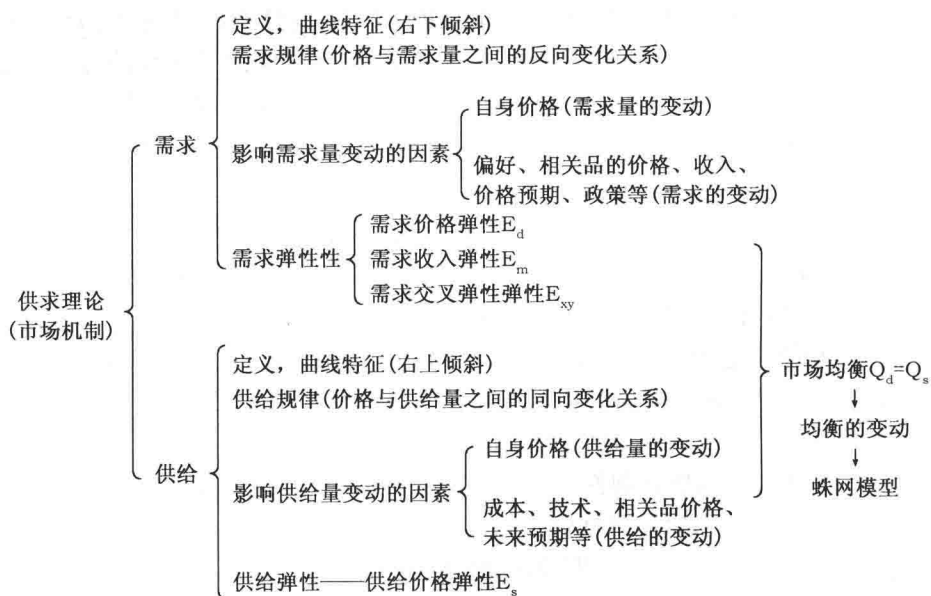 定义，曲线特征(右下倾斜)
需求规律(价格与需求量之间的反向变化关系)
自身价格(需求量的变动)
需求
影响需求量变动的因素
偏好、相关品的价格、收入、
价格预期、政策等(需求的变动)
需求价格弹性E_d
需求弹性性
需求收入弹性E_m
需求交叉弹性弹性E_xy
供求理论
(市场机制)
定义，曲线特征(右上倾斜)
市场均衡Q_d=Q_s
供给规律(价格与供给量之间的同向变化关系)
↓
均衡的变动
自身价格(供给量的变动)
供给
↓
影响供给量变动的因素
蛛网模型
成本、技术、相关品价格、
未来预期等(供给的变动)
供给弹性——供给价格弹性E_s